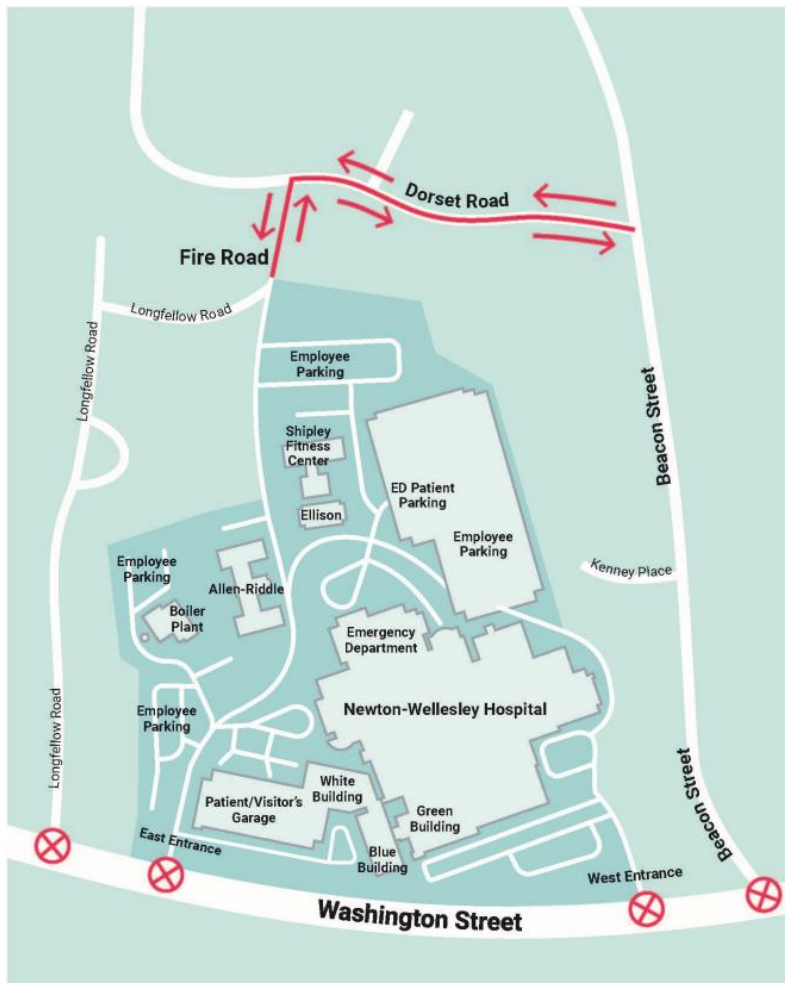 Dorset Road
Fire Road
Longfellow Road
Longfellow Road
Employee
Parking
Beacon Street
Shipley
Fitness
Center
ED Patient
Parking
Ellison
Employee
Parking
Employee
Parking
Allen-Riddle
Kenney Place
Boiler
Plant
Emergency
Department
Longfellow Road
Employee
Parking
Newton-Wellesley Hospital
White
Building
Patient/Visitor's
Garage
Green
Building
Beacon Street
East Entrance
Blue
Building
West Entrance
Washington Street